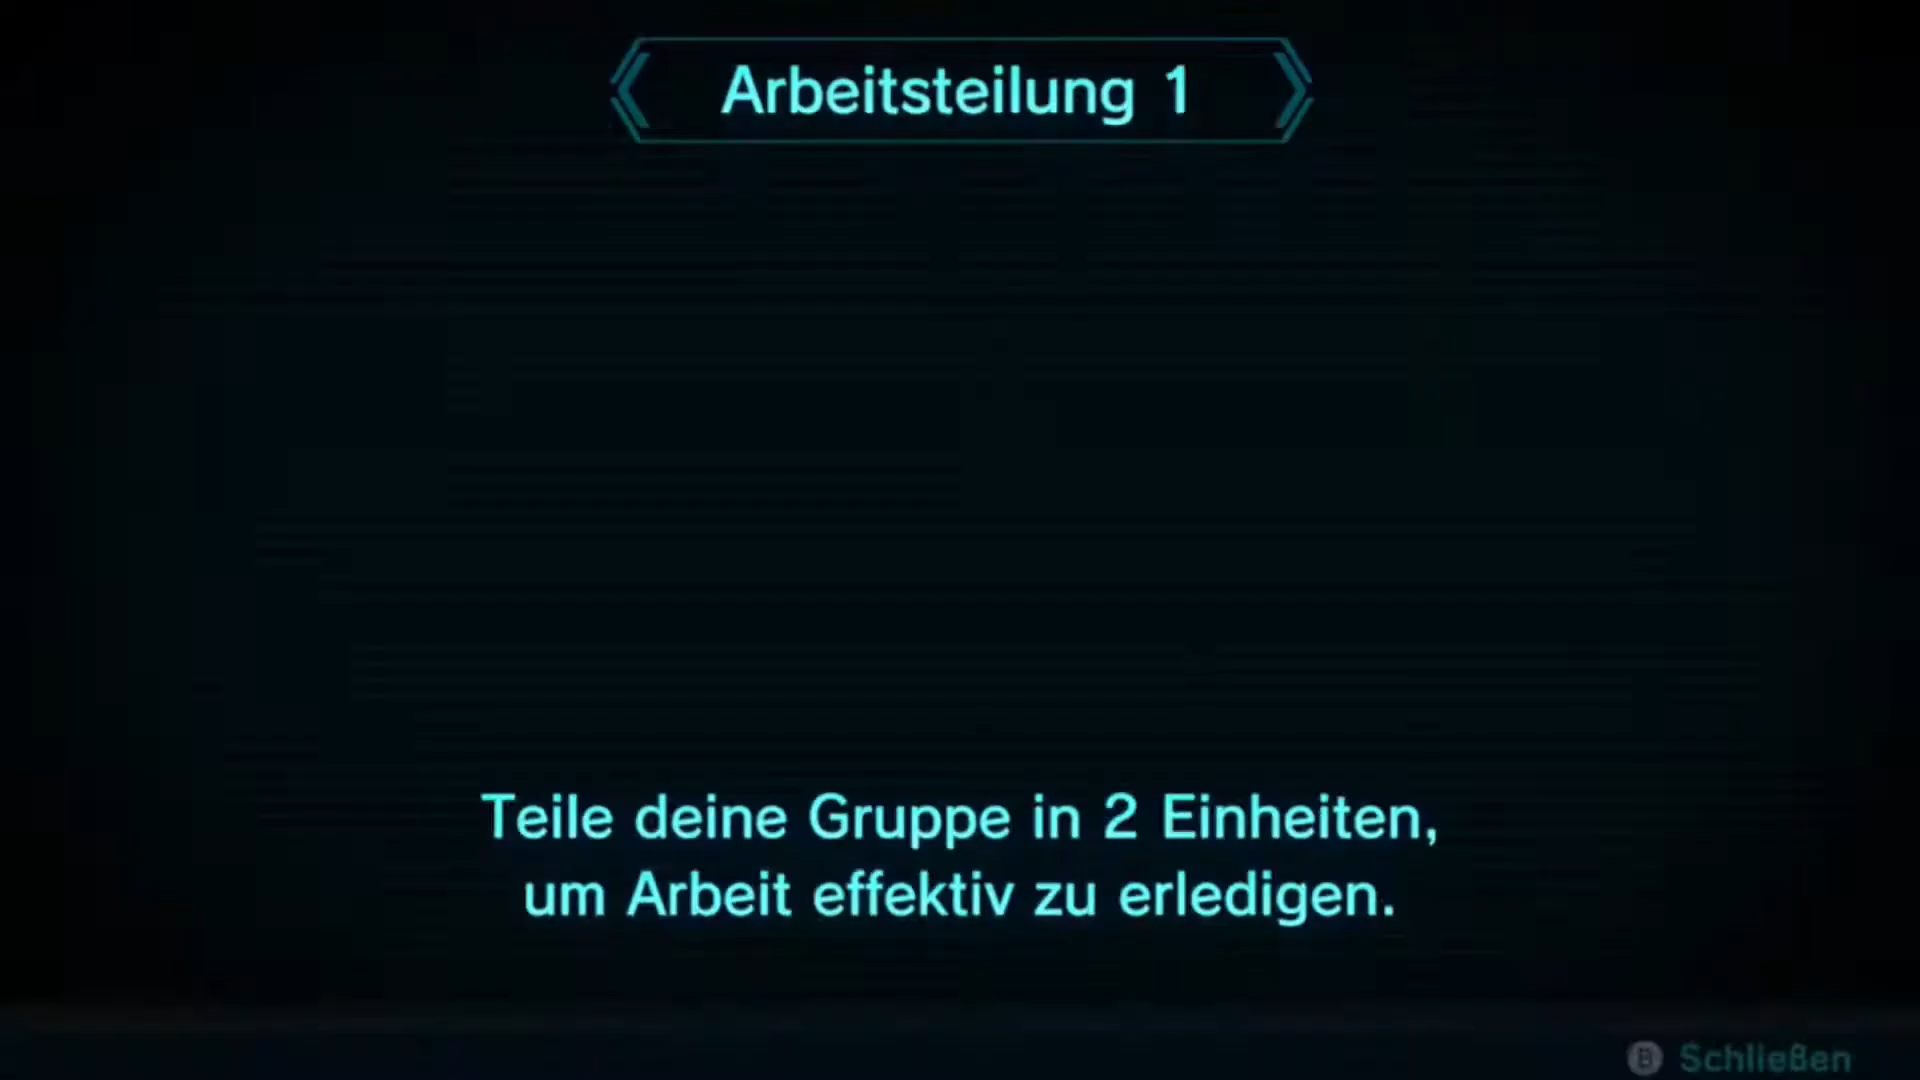 Arbeitsteilung 1
Teile deine Gruppe in 2 Einheiten,
um Arbeit effektiv zu erledigen.
B Schließen